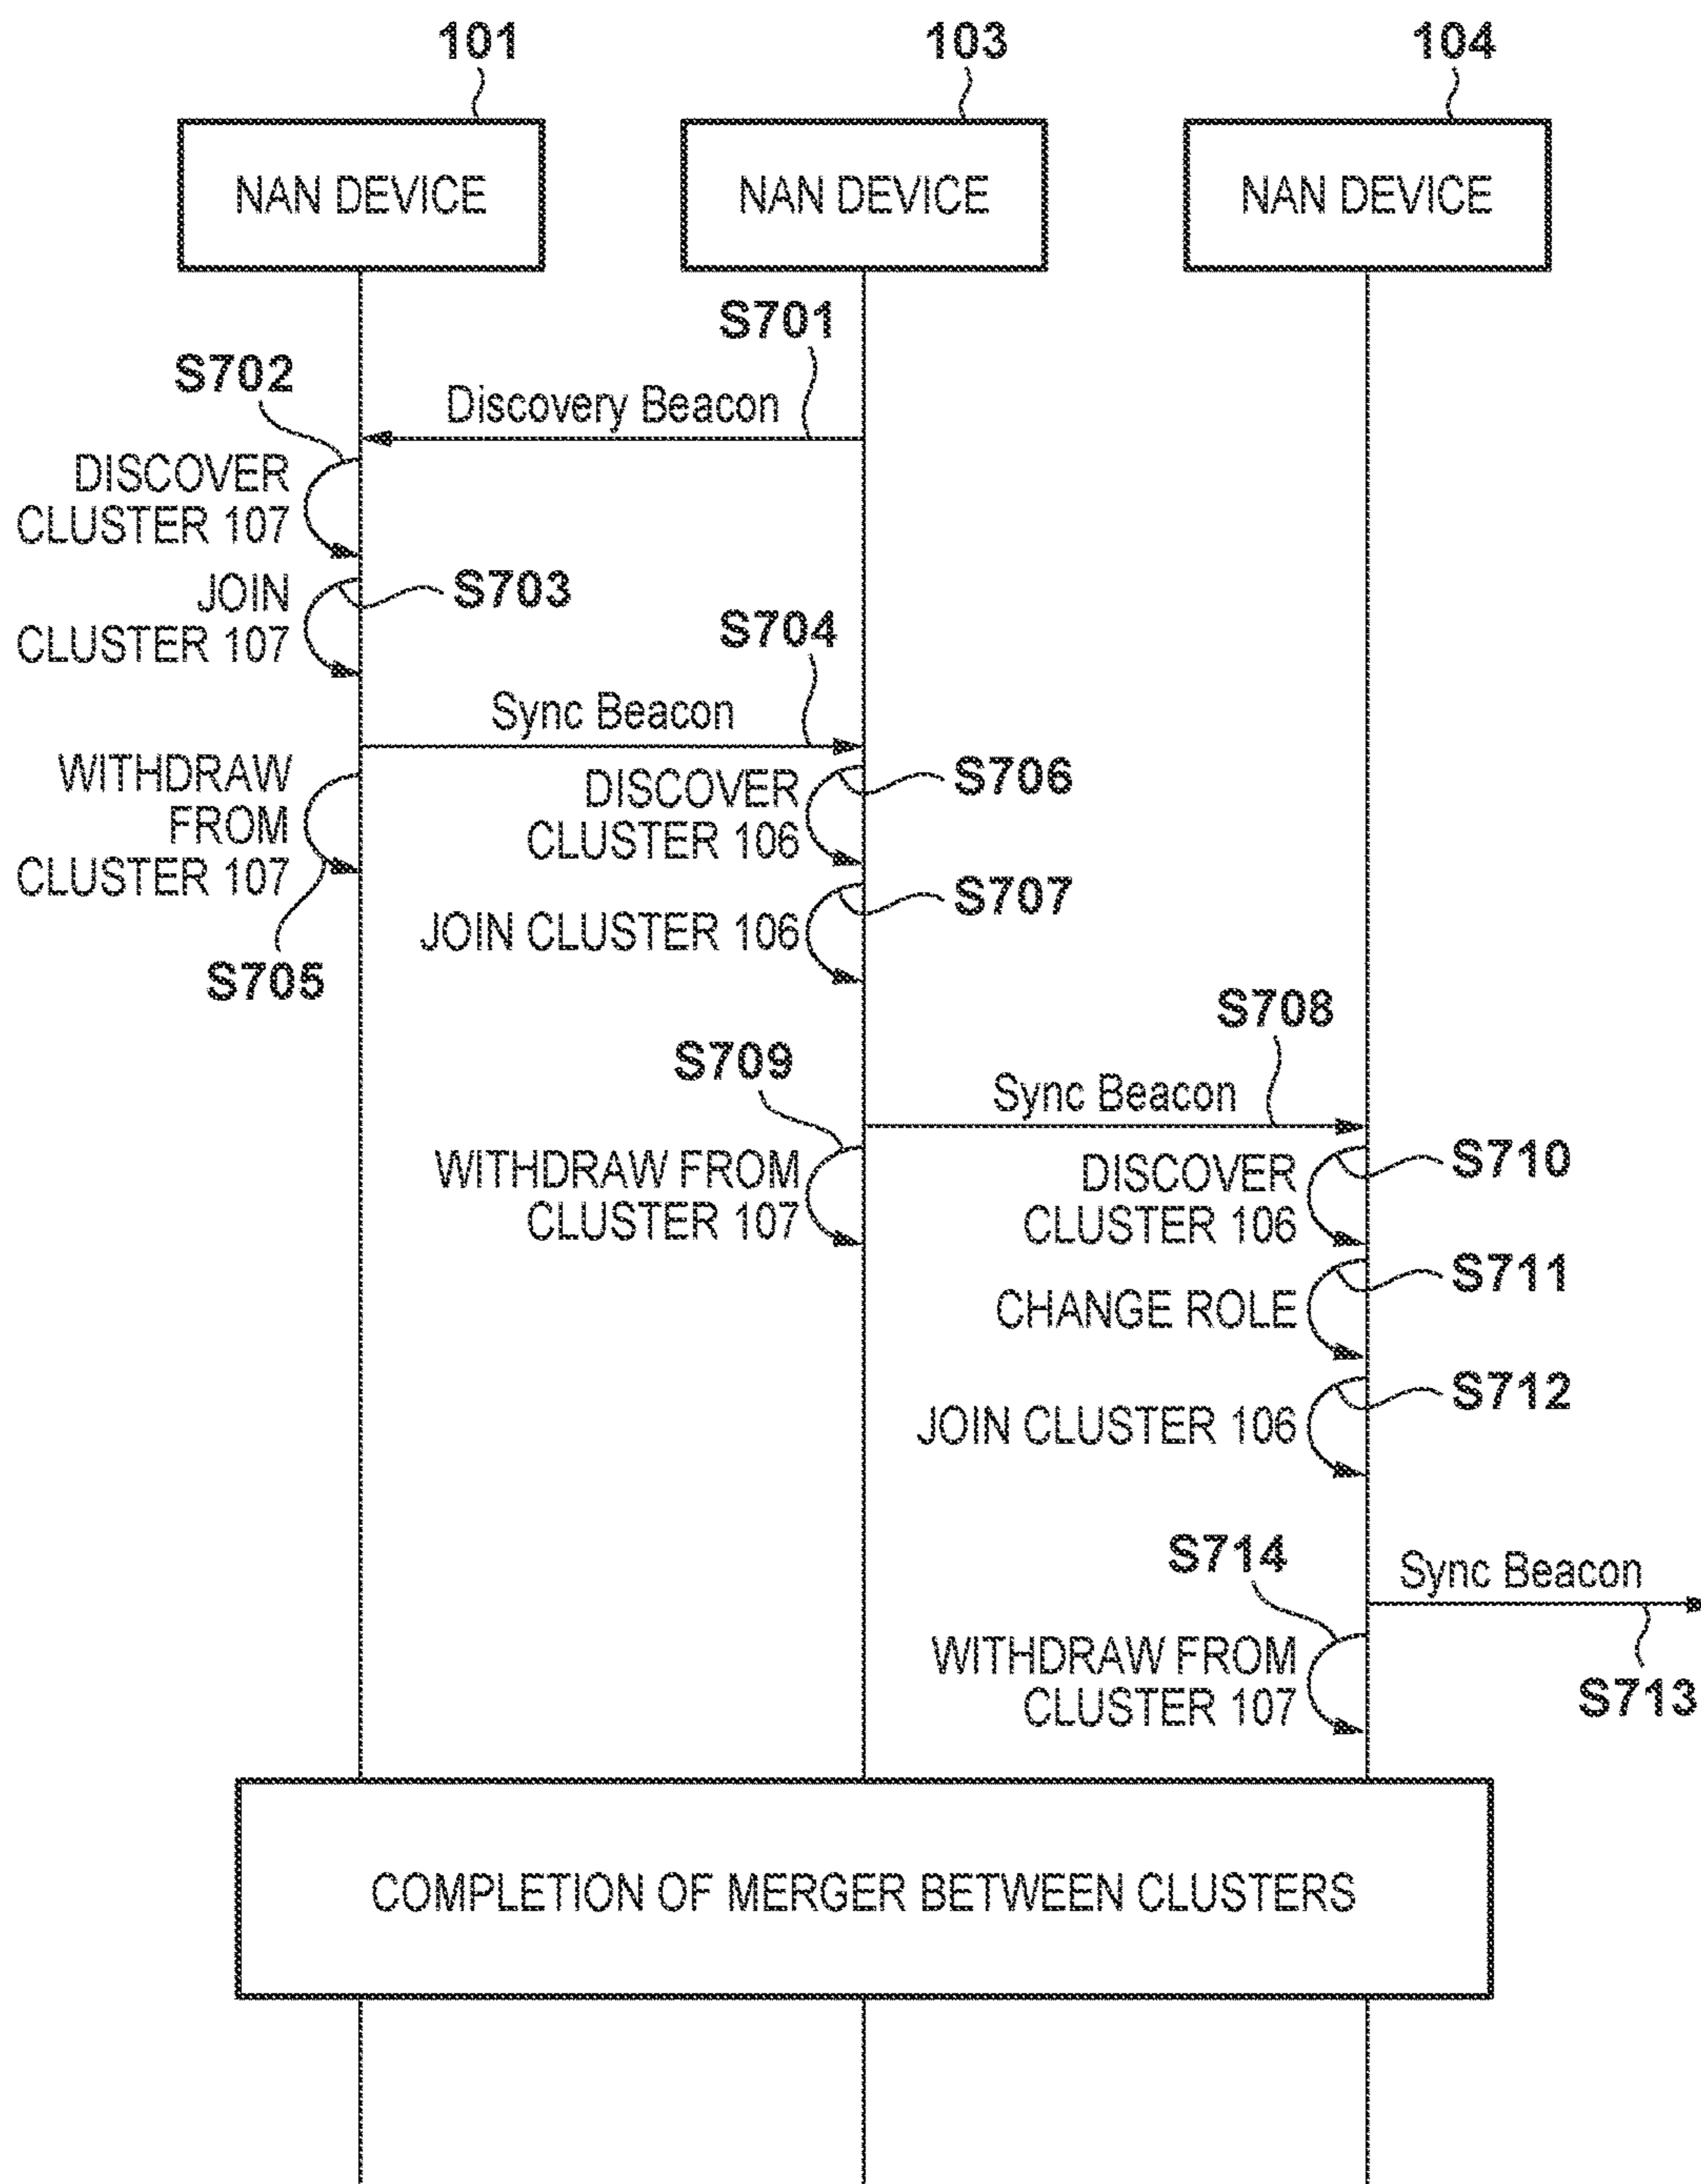 101
103
104
NAN DEVICE
NAN DEVICE
NAN DEVICE
S701
S702
Discovery Beacon
DISCOVER
CLUSTER 107
JOIN
CLUSTER 107
S703
S704
Sync Beacon
WITHDRAW
FROM
CLUSTER 107
S705
DISCOVER
CLUSTER 106
S706
JOIN CLUSTER 106
S707
S708
S709
Sync Beacon
WITHDRAW FROM
CLUSTER 107
DISCOVER
CLUSTER 106
S710
CHANGE ROLE
S711
JOIN CLUSTER 106
S712
S714
Sync Beacon
WITHDRAW FROM
CLUSTER 107
S713
COMPLETION OF MERGER BETWEEN CLUSTERS